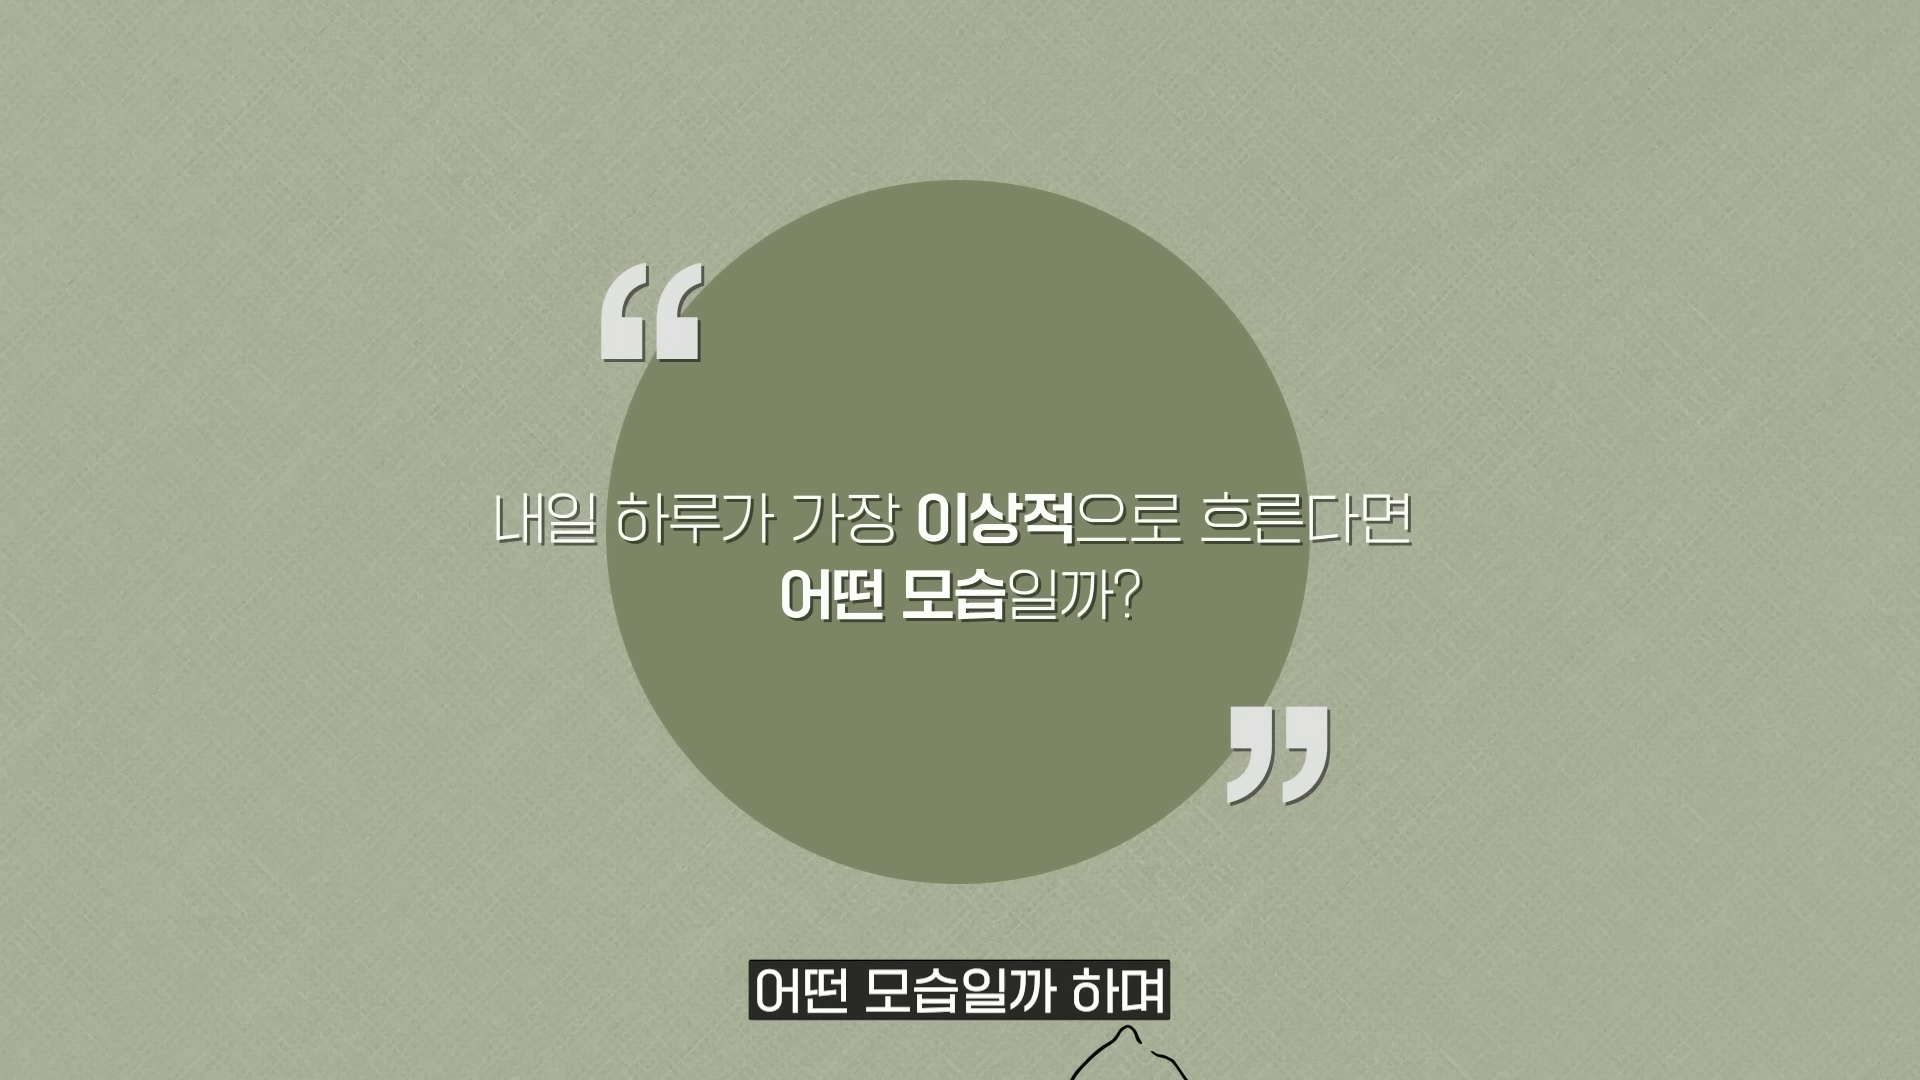 “
내일 하루가 가장 이상적으로 흐른다면
어떤 모습일까?
”
어떤 모습일까 하며